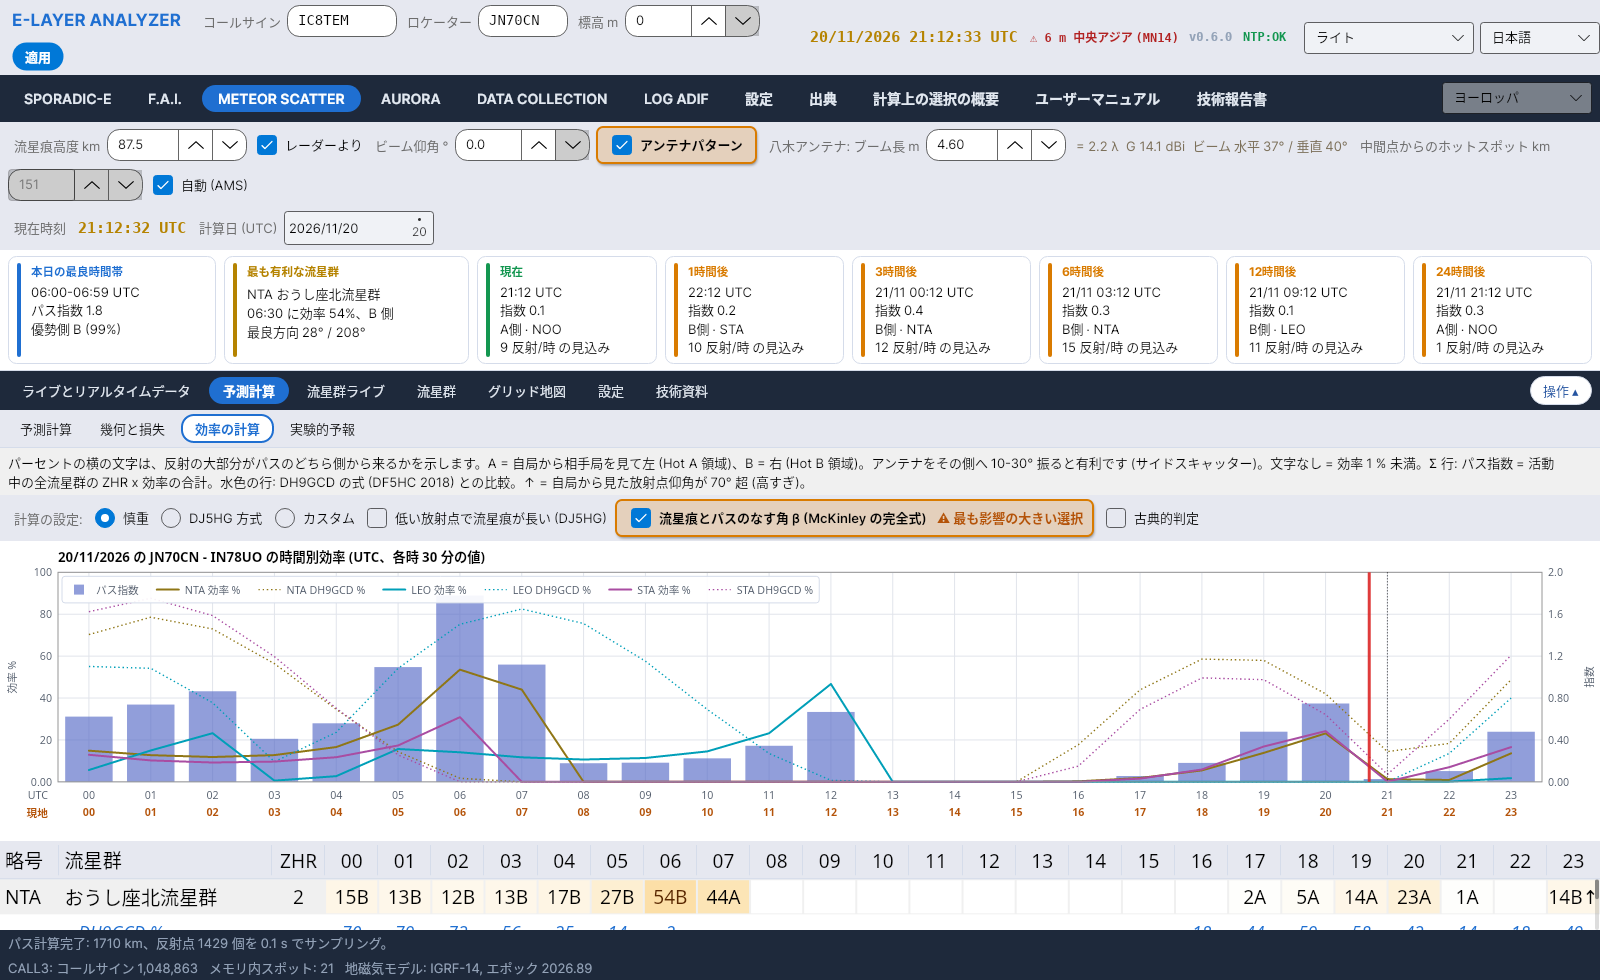 E-LAYER ANALYZER コールサイン IC8TEM ロケーター JN70CN 標高 m 0
適用
20/11/2026 21:12:33 UTC ⚠ 6 m 中央アジア (MN14) v0.6.0 NTP:OK ライト 日本語
SPORADIC-E F.A.I. METEOR SCATTER AURORA DATA COLLECTION LOG ADIF 設定 出典 計算上の選択の概要 ユーザーマニュアル 技術報告書 ヨーロッパ
流星痕高度 km 87.5 レーダーより ビーム仰角 ° 0.0 アンテナパターン 八木アンテナ: ブーム長 m 4.60 = 2.2 λ G 14.1 dBi ビーム 水平 37° / 垂直 40° 中間点からのホットスポット km
151 自動 (AMS)
現在時刻 21:12:32 UTC 計算日 (UTC) 2026/11/20 20
本日の最良時間帯
06:00-06:59 UTC
パス指数 1.8
優勢側 B (99%)
最も有利な流星群
NTA おうし座北流星群
06:30 に効率 54%、B 側
最良方向 28° / 208°
現在
21:12 UTC
指数 0.1
A側 · NOO
9 反射/時 の見込み
1時間後
22:12 UTC
指数 0.2
B側 · STA
10 反射/時 の見込み
3時間後
21/11 00:12 UTC
指数 0.4
B側 · NTA
12 反射/時 の見込み
6時間後
21/11 03:12 UTC
指数 0.3
B側 · NTA
15 反射/時 の見込み
12時間後
21/11 09:12 UTC
指数 0.1
B側 · LEO
11 反射/時 の見込み
24時間後
21/11 21:12 UTC
指数 0.3
A側 · NOO
1 反射/時 の見込み
ライブとリアルタイムデータ 予測計算 流星群ライブ 流星群 グリッド地図 設定 技術資料 操作 ▴
予測計算 幾何と損失 効率の計算 実験的予報
パーセントの横の文字は、反射の大部分がパスのどちら側から来るかを示します。A = 自局から相手局を見て左 (Hot A 領域)、B = 右 (Hot B 領域)。アンテナをその側へ 10-30° 振ると有利です (サイドスキャッター)。文字なし = 効率 1 % 未満。Σ 行: パス指数 = 活動
中の全流星群の ZHR x 効率の合計。水色の行: DH9GCD の式 (DF5HC 2018) との比較。↑ = 自局から見た放射点仰角が 70° 超 (高すぎ)。
計算の設定: 慎重 DJ5HG 方式 カスタム 低い放射点で流星痕が長い (DJ5HG) 流星痕とパスのなす角 β (McKinley の完全式) ⚠ 最も影響の大きい選択 古典的判定
20/11/2026 の JN70CN - IN78UO の時間別効率 (UTC、各時 30 分の値)
パス指数 NTA 効率 % NTA DH9GCD % LEO 効率 % LEO DH9GCD % STA 効率 % STA DH9GCD %
100 2.0
80 1.6
60 1.2
40 0.80
20 0.40
0.00 0.00
効率 %
指数
UTC 00 01 02 03 04 05 06 07 08 09 10 11 12 13 14 15 16 17 18 19 20 21 22 23
現地 00 01 02 03 04 05 06 07 08 09 10 11 12 13 14 15 16 17 18 19 20 21 22 23
略号 流星群 ZHR 00 01 02 03 04 05 06 07 08 09 10 11 12 13 14 15 16 17 18 19 20 21 22 23
NTA おうし座北流星群 2 15B 13B 12B 13B 17B 27B 54B 44A 2A 5A 14A 23A 1A 14B↑
パス計算完了: 1710 km、反射点 1429 個を 0.1 s でサンプリング。
CALL3: コールサイン 1,048,863 メモリ内スポット: 21 地磁気モデル: IGRF-14, エポック 2026.89